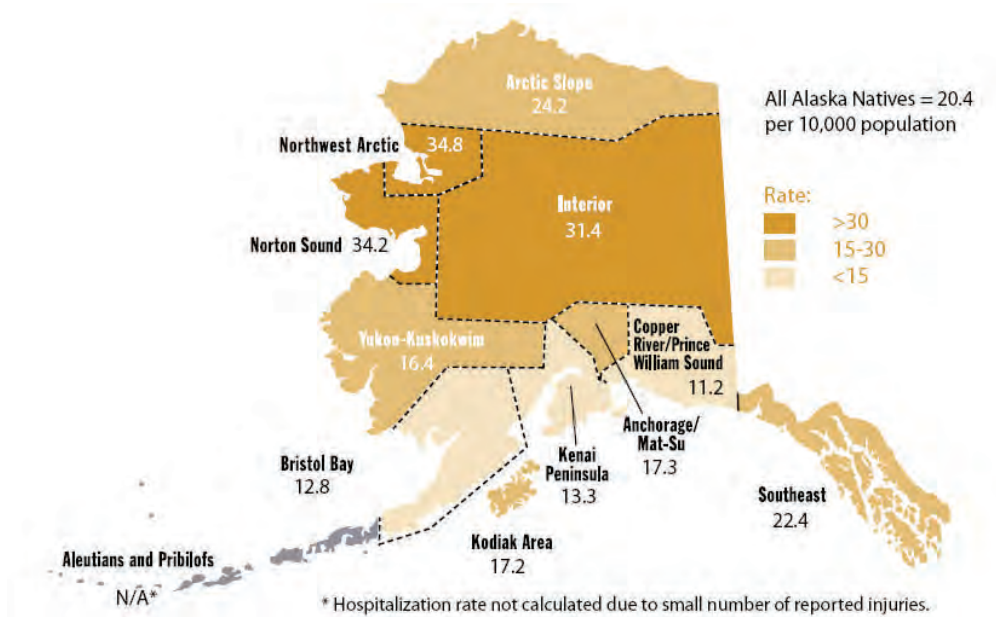 Arctic Slope
24.2
All Alaska Natives = 20.4
per 10,000 population
Northwest Arctic
34.8
Rate:
>30
15-30
<15
Interior
31.4
Norton Sound
34.2
Yukon-Kuskokwim
16.4
Copper
River/Prince
William Sound
11.2
Anchorage/
Mat-Su
17.3
Kenai
Peninsula
13.3
Bristol Bay
12.8
Southeast
22.4
Kodiak Area
17.2
Aleutians and Pribilofs
N/A*
* Hospitalization rate not calculated due to small number of reported injuries.